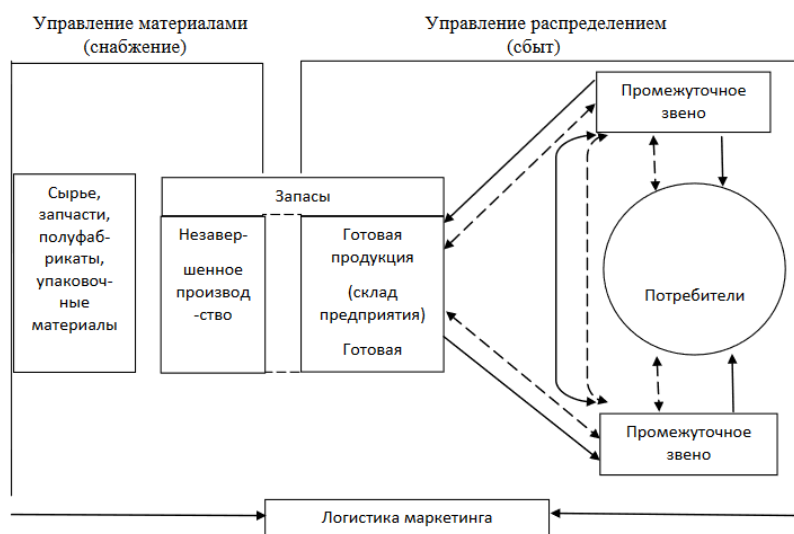 Управление материалами
(снабжение)
Управление распределением
(сбыт)
Промежуточное
звено
Сырье,
запчасти,
полуфаб-
рикаты,
упаковоч-
ные
материалы
Запасы
Незавер-
шенное
производ
-ство
Готовая
продукция
(склад
предприятия)
Готовая
Потребители
Промежуточное
звено
Логистика маркетинга